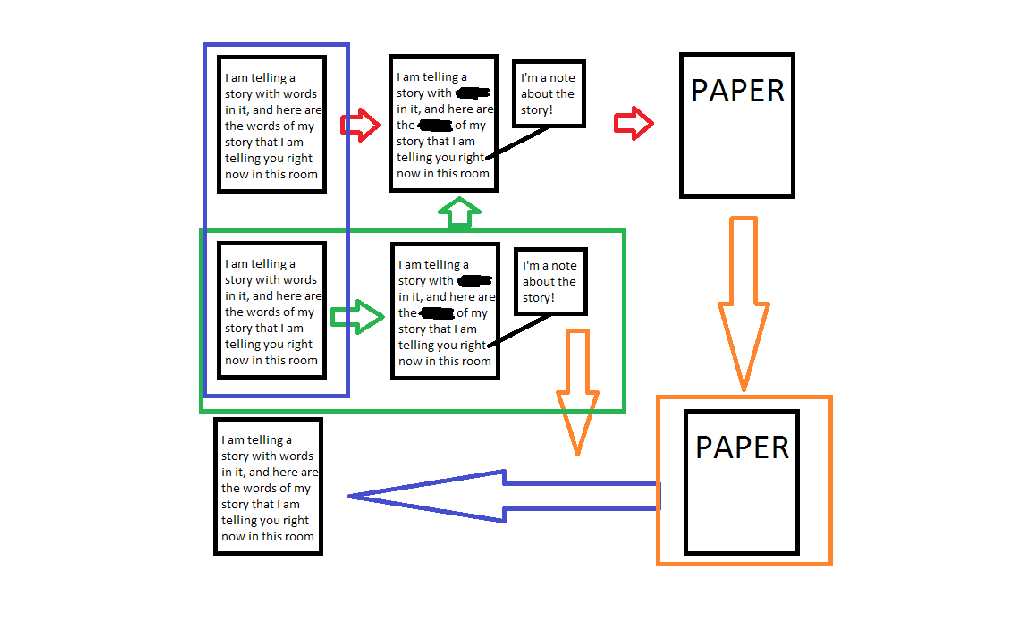 I am telling a
story with words
in it, and here are
the words of my
story that I am
telling you right
now in this room
I am telling a
story with
in it, and here are
the of my
story that I am
telling you right
now in this room
I'm a note
about the
story!
PAPER
I am telling a
story with words
in it, and here are
the words of my
story that I am
telling you right
now in this room
I am telling a
story with
in it, and here are
the of my
story that I am
telling you right
now in this room
I'm a note
about the
story!
I am telling a
story with words
in it, and here are
the words of my
story that I am
telling you right
now in this room
PAPER